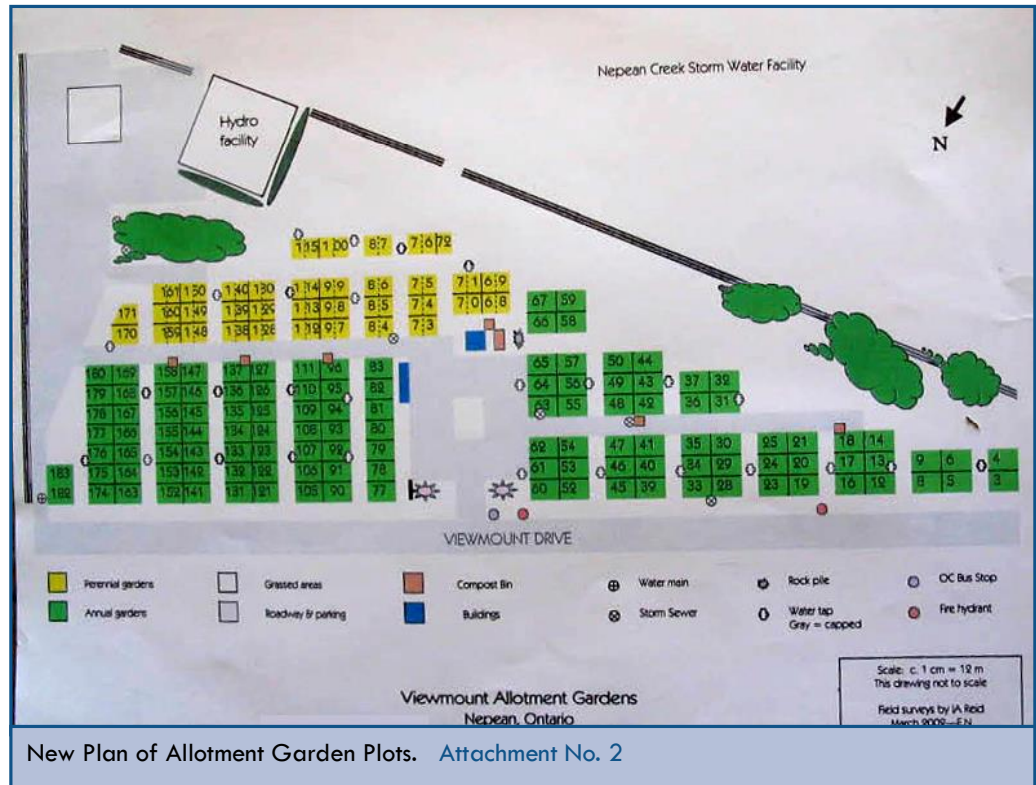 Nepean Creek Storm Water Facility
Hydro
facility
N
115 100 87 76 72
161 150 140 130 114 99 86 75 71 69
171 160 149 139 129 113 98 85 74 70 68 67 59
170 159 148 138 128 112 97 84 73 66 58
180 169 158 147 137 127 111 96 83 65 57 50 44
179 168 157 146 136 126 110 95 82 64 56 49 43 37 32
178 167 156 145 135 125 109 94 81 63 55 48 42 36 31
177 166 155 144 134 124 108 93 80 62 54 47 41 35 30 25 21 18 14
176 165 154 143 133 123 107 92 79 61 53 46 40 34 29 24 20 17 13 9 6 4
183 175 164 153 142 132 122 106 91 78 60 52 45 39 33 28 23 19 16 12 8 5 3
182 174 163 152 141 131 121 105 90 77
VIEWMOUNT DRIVE
Perennial gardens Grassed areas Compost Bin Water main Rock pile OC Bus Stop
Annual gardens Roadway & parking Buildings Storm Sewer Water tap Fire hydrant
Gray = capped
Viewmount Allotment Gardens
Nepean, Ontario
Scale: c. 1 cm = 12 m
This drawing not to scale
Field surveys by IA Reid
March 2002—F.N.
New Plan of Allotment Garden Plots. Attachment No. 2